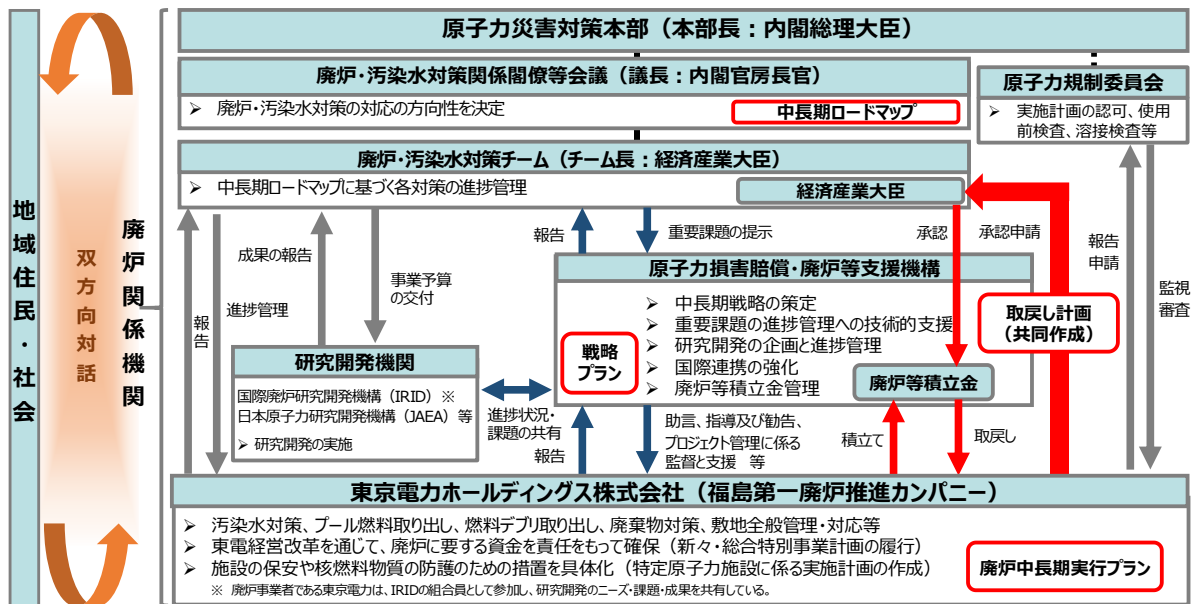 原子力災害対策本部（本部長：内閣総理大臣）
廃炉・汚染水対策関係閣僚等会議（議長：内閣官房長官）
➢ 廃炉・汚染水対策の対応の方向性を決定
中長期ロードマップ
原子力規制委員会
➢ 実施計画の認可、使用
前検査、溶接検査等
廃炉・汚染水対策チーム（チーム長：経済産業大臣）
➢ 中長期ロードマップに基づく各対策の進捗管理
経済産業大臣
地域住民・社会
双方向対話
廃炉関係機関
報告
進捗管理
成果の報告
事業予算
の交付
報告
重要課題の提示
承認
承認申請
報告
申請
監視
審査
原子力損害賠償・廃炉等支援機構
➢ 中長期戦略の策定
➢ 重要課題の進捗管理への技術的支援
➢ 研究開発の企画と進捗管理
➢ 国際連携の強化
➢ 廃炉等積立金管理
戦略
プラン
廃炉等積立金
取戻し計画
（共同作成）
研究開発機関
国際廃炉研究開発機構（IRID）※
日本原子力研究開発機構（JAEA）等
➢ 研究開発の実施
進捗状況・
課題の共有
報告
助言、指導及び勧告、
プロジェクト管理に係る
監督と支援　等
積立て
取戻し
東京電力ホールディングス株式会社（福島第一廃炉推進カンパニー）
➢ 汚染水対策、プール燃料取り出し、燃料デブリ取り出し、廃棄物対策、敷地全般管理・対応等
➢ 東電経営改革を通じて、廃炉に要する資金を責任をもって確保（新々・総合特別事業計画の履行）
➢ 施設の保安や核燃料物質の防護のための措置を具体化（特定原子力施設に係る実施計画の作成）
※ 廃炉事業者である東京電力は、IRIDの組合員として参加し、研究開発のニーズ・課題・成果を共有している。
廃炉中長期実行プラン